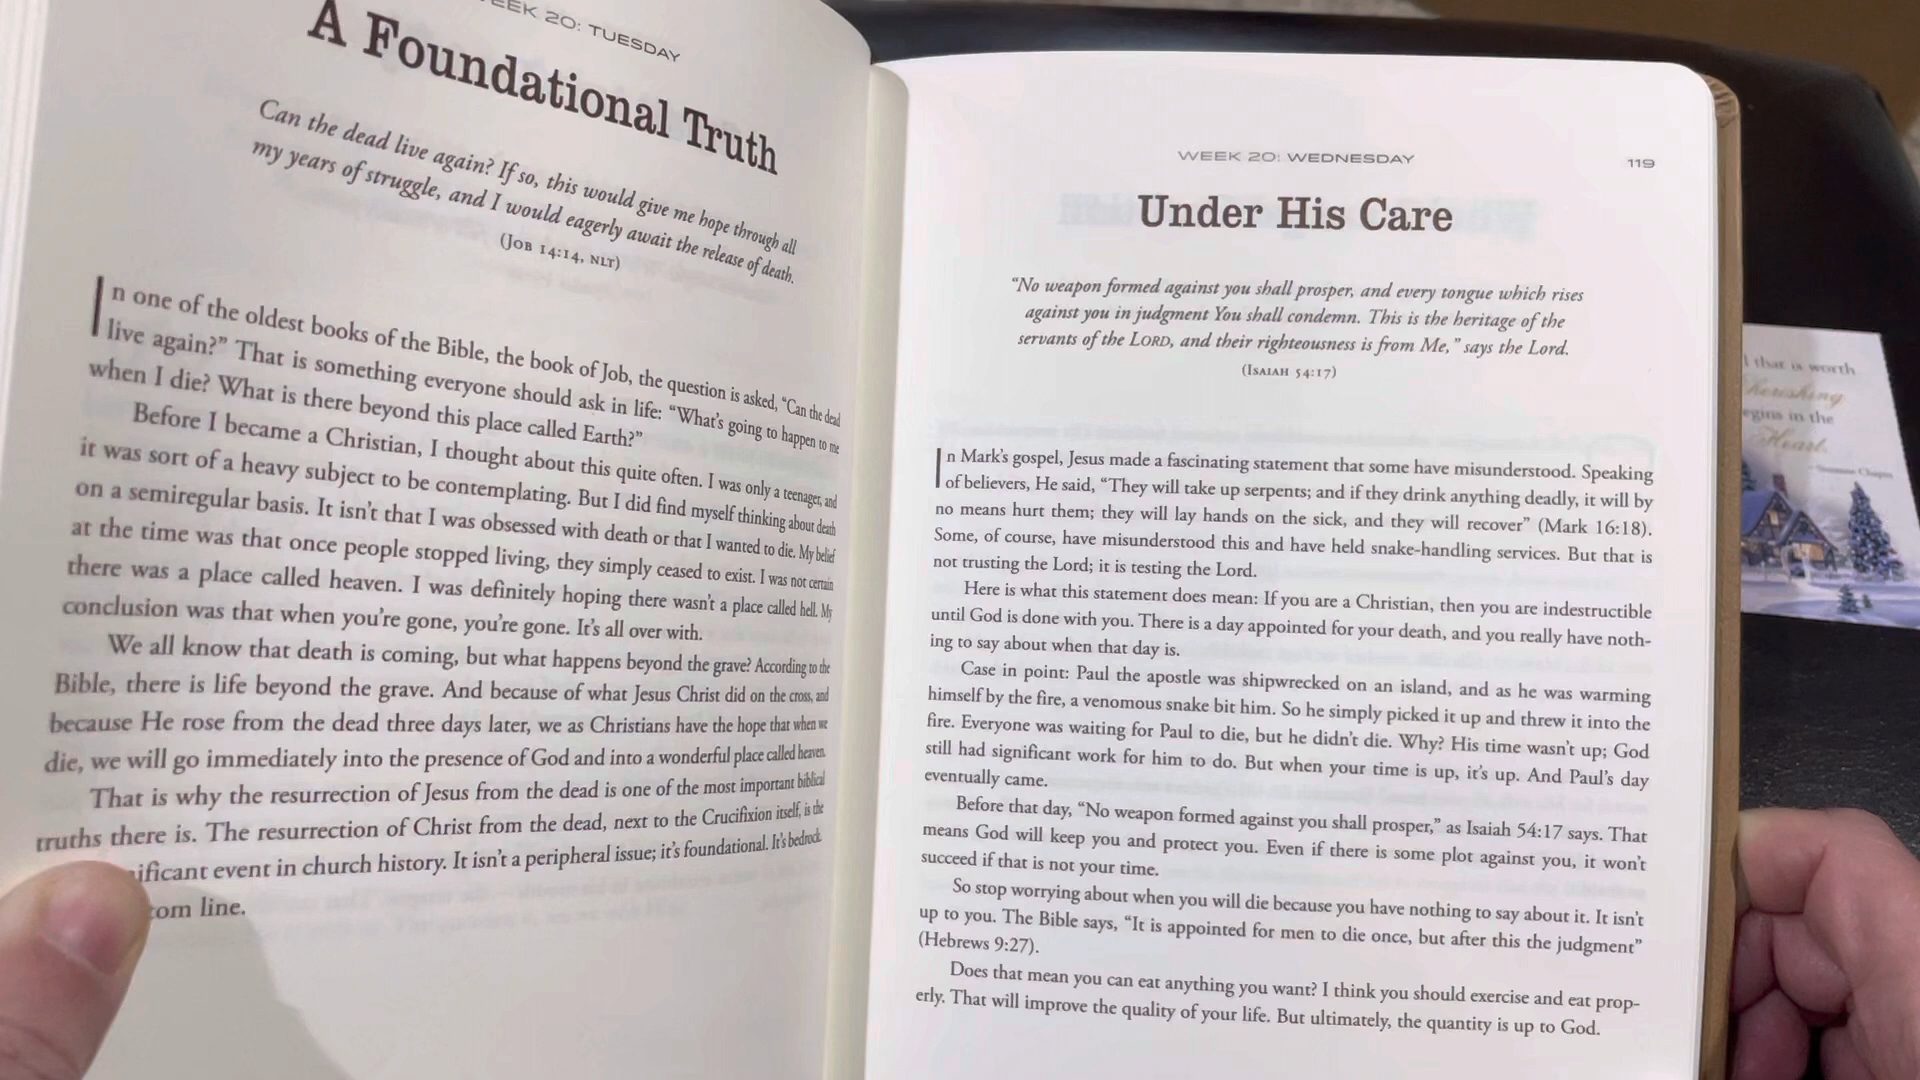 EEK 20: TUESDAY
A Foundational Truth
Can the dead live again? If so, this would give me hope through all
my years of struggle, and I would eagerly await the release of death.
(Job 14:14, NLT)
In one of the oldest books of the Bible, the book of Job, the question is asked, “Can the dead
live again?” That is something everyone should ask in life: “What’s going to happen to me
when I die? What is there beyond this place called Earth?”
Before I became a Christian, I thought about this quite often. I was only a teenager, and
it was sort of a heavy subject to be contemplating. But I did find myself thinking about death
on a semiregular basis. It isn’t that I was obsessed with death or that I wanted to die. My belief
at the time was that once people stopped living, they simply ceased to exist. I was not certain
there was a place called heaven. I was definitely hoping there wasn’t a place called hell. My
conclusion was that when you’re gone, you’re gone. It’s all over with.
We all know that death is coming, but what happens beyond the grave? According to the
Bible, there is life beyond the grave. And because of what Jesus Christ did on the cross, and
because He rose from the dead three days later, we as Christians have the hope that when we
die, we will go immediately into the presence of God and into a wonderful place called heaven.
That is why the resurrection of Jesus from the dead is one of the most important biblical
truths there is. The resurrection of Christ from the dead, next to the Crucifixion itself, is the
ificant event in church history. It isn’t a peripheral issue; it’s foundational. It’s bedrock.
tom line.
WEEK 20: WEDNESDAY
119
Under His Care
“No weapon formed against you shall prosper, and every tongue which rises
against you in judgment You shall condemn. This is the heritage of the
servants of the LORD, and their righteousness is from Me,” says the Lord.
(Isaiah 54:17)
In Mark’s gospel, Jesus made a fascinating statement that some have misunderstood. Speaking
of believers, He said, “They will take up serpents; and if they drink anything deadly, it will by
no means hurt them; they will lay hands on the sick, and they will recover” (Mark 16:18).
Some, of course, have misunderstood this and have held snake-handling services. But that is
not trusting the Lord; it is testing the Lord.
Here is what this statement does mean: If you are a Christian, then you are indestructible
until God is done with you. There is a day appointed for your death, and you really have noth-
ing to say about when that day is.
Case in point: Paul the apostle was shipwrecked on an island, and as he was warming
himself by the fire, a venomous snake bit him. So he simply picked it up and threw it into the
fire. Everyone was waiting for Paul to die, but he didn’t die. Why? His time wasn’t up; God
still had significant work for him to do. But when your time is up, it’s up. And Paul’s day
eventually came.
Before that day, “No weapon formed against you shall prosper,” as Isaiah 54:17 says. That
means God will keep you and protect you. Even if there is some plot against you, it won’t
succeed if that is not your time.
So stop worrying about when you will die because you have nothing to say about it. It isn’t
up to you. The Bible says, “It is appointed for men to die once, but after this the judgment”
(Hebrews 9:27).
Does that mean you can eat anything you want? I think you should exercise and eat prop-
erly. That will improve the quality of your life. But ultimately, the quantity is up to God.
that is worth
egins in the
Heart.